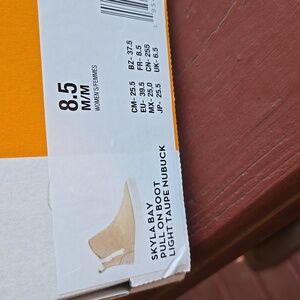 8.5
M/M
WOMEN'S/FEMMES
CM- 25.5
EU- 39.5
MX- 25.0
JP- 25.5
BZ- 37.5
FR- 8.5
CN- 255
UK- 6.5
SKYLA BAY
PULL ON BOOT
LIGHT TAUPE NUBUCK